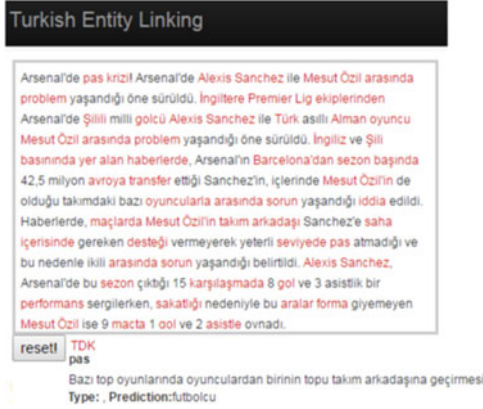 Turkish Entity Linking
Arsenal'de pas krizi! Arsenal'de Alexis Sanchez ile Mesut Özil arasında
problem yaşandığı öne sürüldü. İngiltere Premier Lig ekiplerinden
Arsenal'de Şilili milli golcü Alexis Sanchez ile Türk asıllı Alman oyuncu
Mesut Özil arasında problem yaşandığı öne sürüldü. İngiliz ve Şili
basınında yer alan haberlerde, Arsenal'ın Barcelona'dan sezon başında
42,5 milyon avroya transfer ettiği Sanchez'in, içlerinde Mesut Özil'in de
olduğu takımdaki bazı oyuncularla arasında sorun yaşandığı iddia edildi.
Haberlerde, maçlarda Mesut Özil'in takım arkadaşı Sanchez'e saha
içerisinde gereken desteği vermeyerek yeterli seviyede pas atmadığı ve
bu nedenle ikili arasında sorun yaşandığı belirtildi. Alexis Sanchez,
Arsenal'de bu sezon çıktığı 15 karşılaşmada 8 gol ve 3 asistlik bir
performans sergilerken, sakatlığı nedeniyle bu aralar forma giyemeyen
Mesut Özil ise 9 macta 1 gol ve 2 asistle oynadı.
reset! TDK
pas
Bazı top oyunlarında oyunculardan birinin topu takım arkadaşına geçirmesi
Type: , Prediction:futbolcu